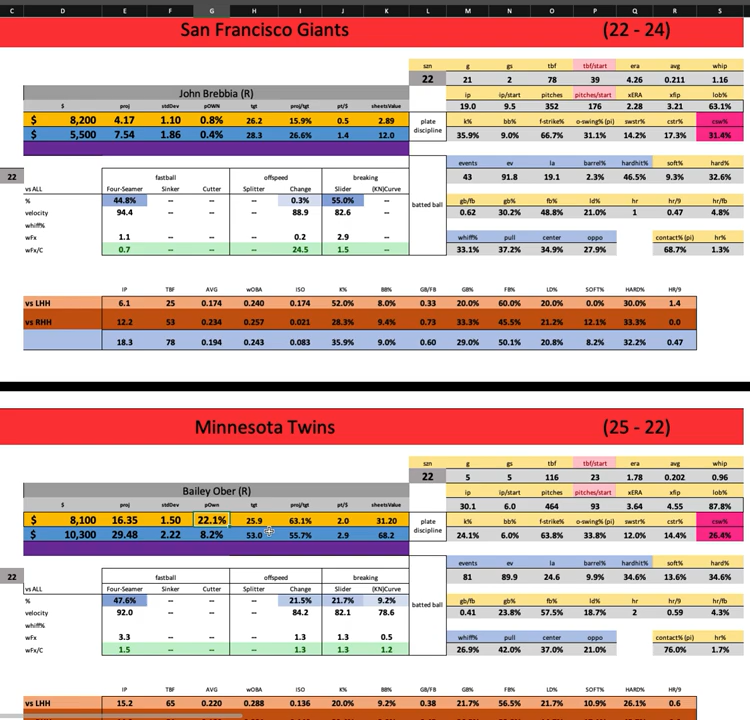 C D E F G H I J K L M N O P Q R S
San Francisco Giants (22 - 24)
szn g gs tbf tbf/start era avg whip
22 21 2 78 39 4.26 0.211 1.16
John Brebbia (R) ip ip/start pitches pitches/start xERA xfip lob%
$ proj stdDev pOWN tgt proj/tgt pt/$ sheetsValue 19.0 9.5 352 176 2.28 3.21 63.1%
$ 8,200 4.17 1.10 0.8% 26.2 15.9% 0.5 2.89 plate discipline k% bb% f-strike% o-swing% (pi) swstr% cstr% csw%
$ 5,500 7.54 1.86 0.4% 28.3 26.6% 1.4 12.0 35.9% 9.0% 66.7% 31.1% 14.2% 17.3% 31.4%
events ev la barrel% hardhit% soft% hard%
22 fastball offspeed breaking 43 91.8 19.1 2.3% 46.5% 9.3% 32.6%
vs ALL Four-Seamer Sinker Cutter Splitter Change Slider (KN)Curve
% 44.8% -- -- -- 0.3% 55.0% -- batted ball gb/fb gb% fb% ld% hr hr/9 hr/fb
velocity 94.4 -- -- -- 88.9 82.6 -- 0.62 30.2% 48.8% 21.0% 1 0.47 4.8%
whiff%
wFx 1.1 -- -- -- 0.2 2.9 -- whiff% pull center oppo contact% (pi) hr%
wFx/C 0.7 -- -- -- 24.5 1.5 -- 33.1% 37.2% 34.9% 27.9% 68.7% 1.3%
IP TBF AVG wOBA ISO K% BB% GB/FB GB% FB% LD% SOFT% HARD% HR/9
vs LHH 6.1 25 0.174 0.240 0.174 52.0% 8.0% 0.33 20.0% 60.0% 20.0% 0.0% 30.0% 1.4
vs RHH 12.2 53 0.234 0.257 0.021 28.3% 9.4% 0.73 33.3% 45.5% 21.2% 12.1% 33.3% 0.0
18.3 78 0.194 0.243 0.083 35.9% 9.0% 0.60 29.0% 50.1% 20.8% 8.2% 32.2% 0.47
Minnesota Twins (25 - 22)
szn g gs tbf tbf/start era avg whip
22 5 5 116 23 1.78 0.202 0.96
Bailey Ober (R) ip ip/start pitches pitches/start xERA xfip lob%
$ proj stdDev pOwn tgt proj/tgt pt/$ sheetsValue 30.1 6.0 464 93 3.64 4.55 87.8%
$ 8,100 16.35 1.50 22.1% 25.9 63.1% 2.0 31.20 plate discipline k% bb% f-strike% o-swing% (pi) swstr% cstr% csw%
$ 10,300 29.48 2.22 8.2% 53.0 55.7% 2.9 68.2 24.1% 6.0% 63.8% 33.8% 12.0% 14.4% 26.4%
events ev la barrel% hardhit% soft% hard%
22 fastball offspeed breaking 81 89.9 24.6 9.9% 34.6% 13.6% 34.6%
vs ALL Four-Seamer Sinker Cutter Splitter Change Slider (KN)Curve
% 47.6% -- -- -- 21.5% 21.7% 9.2% batted ball gb/fb gb% fb% ld% hr hr/9 hr/fb
velocity 92.0 -- -- -- 84.2 82.1 78.6 0.41 23.8% 57.5% 18.7% 2 0.59 4.3%
whiff%
wFx 3.3 -- -- -- 1.3 1.3 0.5 whiff% pull center oppo contact% (pi) hr%
wFx/C 1.5 -- -- -- 1.3 1.3 1.2 26.9% 42.0% 37.0% 21.0% 76.0% 1.7%
IP TBF AVG wOBA ISO K% BB% GB/FB GB% FB% LD% SOFT% HARD% HR/9
vs LHH 15.2 65 0.220 0.288 0.136 20.0% 9.2% 0.38 21.7% 56.5% 21.7% 10.9% 26.1% 0.6